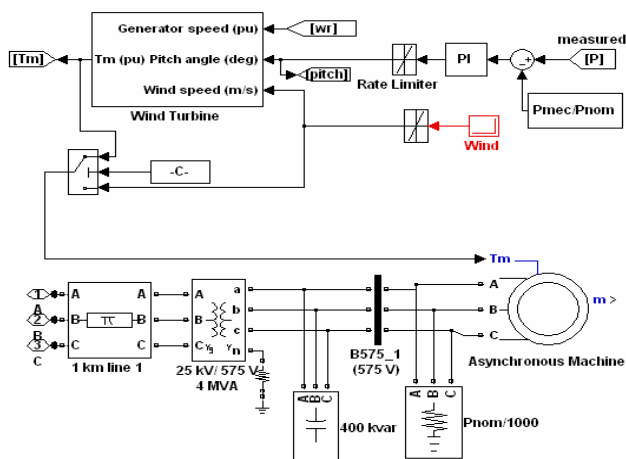 Generator speed (pu)
[wr]
measured
[Tm]
Tm (pu) Pitch angle (deg)
PI
[P]
[pitch]
Rate Limiter
Wind speed (m/s)
Pmec/Pnom
Wind Turbine
Wind
-C-
Tm
1 A A A a A
A
2 B B B b B m >
B
3 C C C Yg Yn c C
C
n
1 km line 1
25 kV/ 575 V
4 MVA
B575_1
(575 V)
Asynchronous Machine
A B C
A B C
400 kvar
Pnom/1000